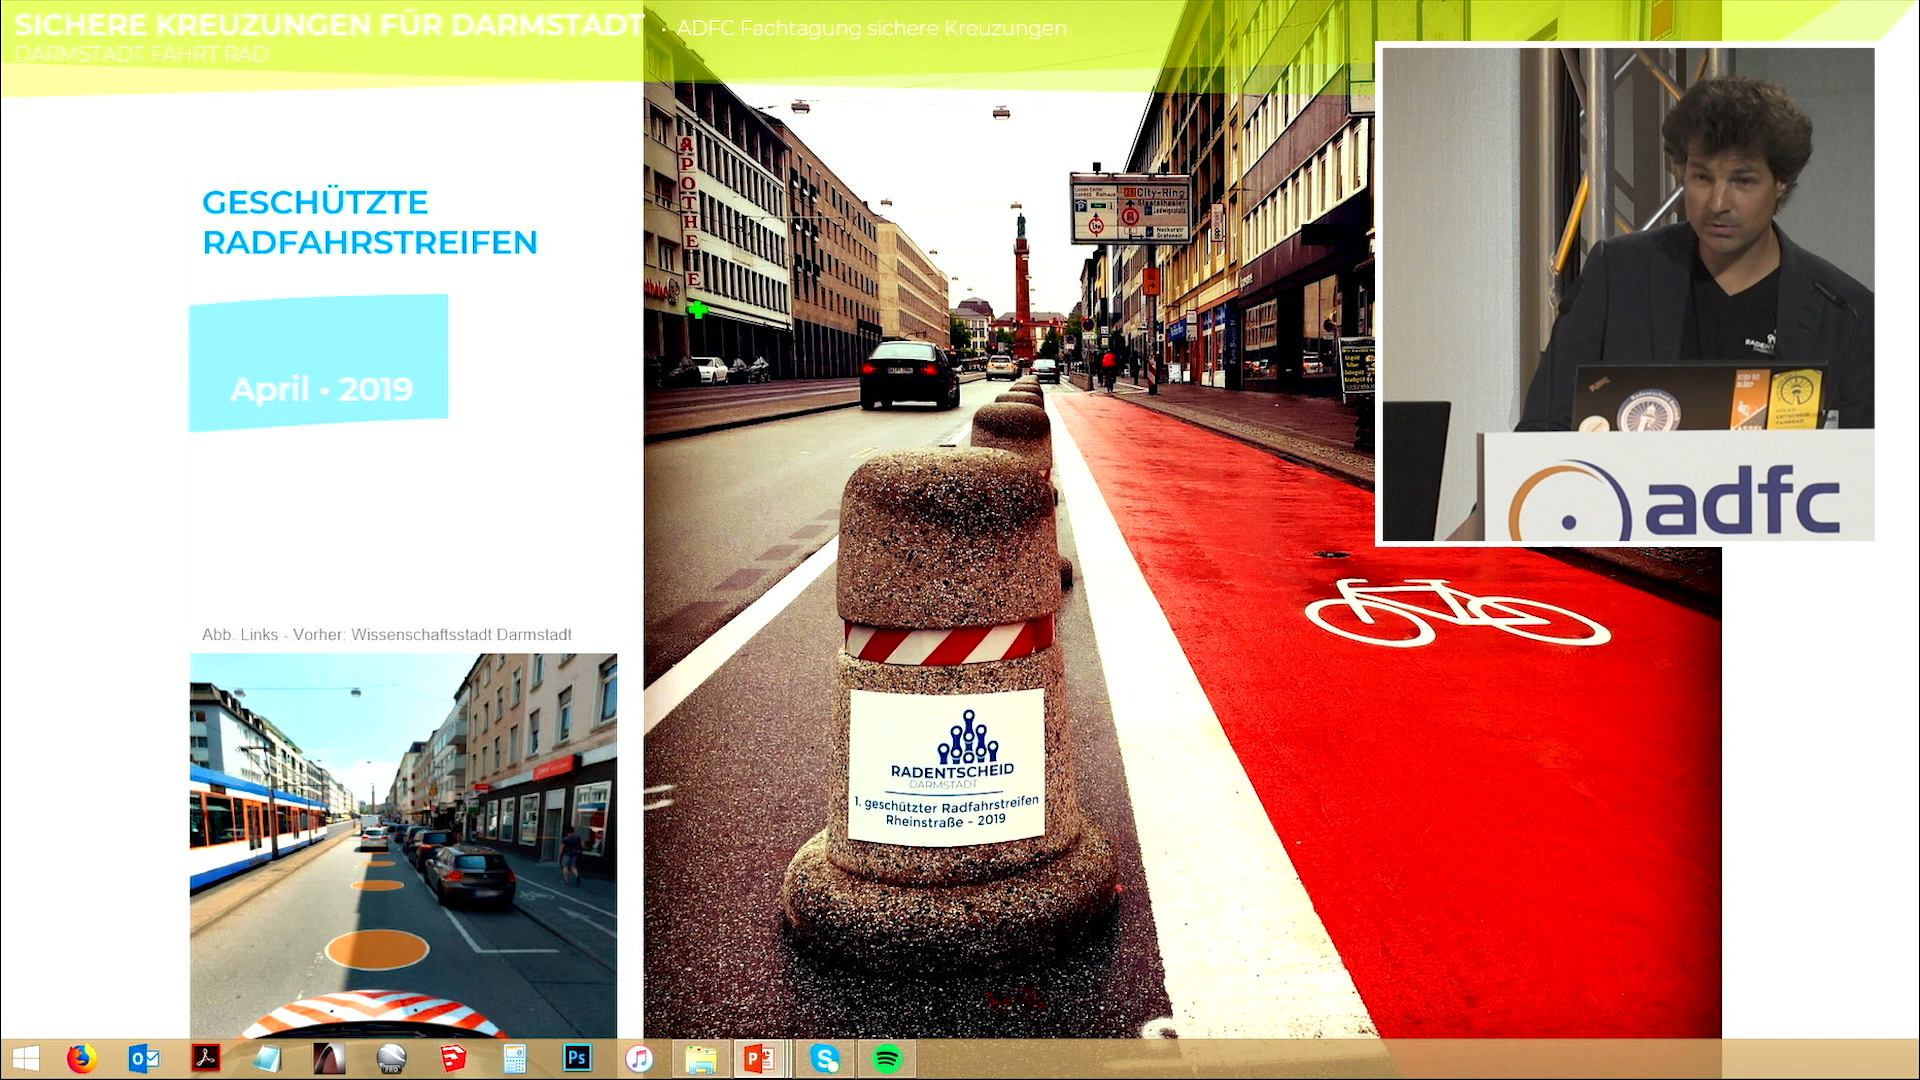 SICHERE KREUZUNGEN FÜR DARMSTADT • ADFC Fachtagung sichere Kreuzungen
DARMSTADT FÄHRT RAD
GESCHÜTZTE
RADFAHRSTREIFEN
April • 2019
Abb. Links - Vorher: Wissenschaftsstadt Darmstadt
APOTHEKE
City-Ring
Staatstheater
RADENTSCHEID
DARMSTADT
1. geschützter Radfahrstreifen
Rheinstraße - 2019
adfc